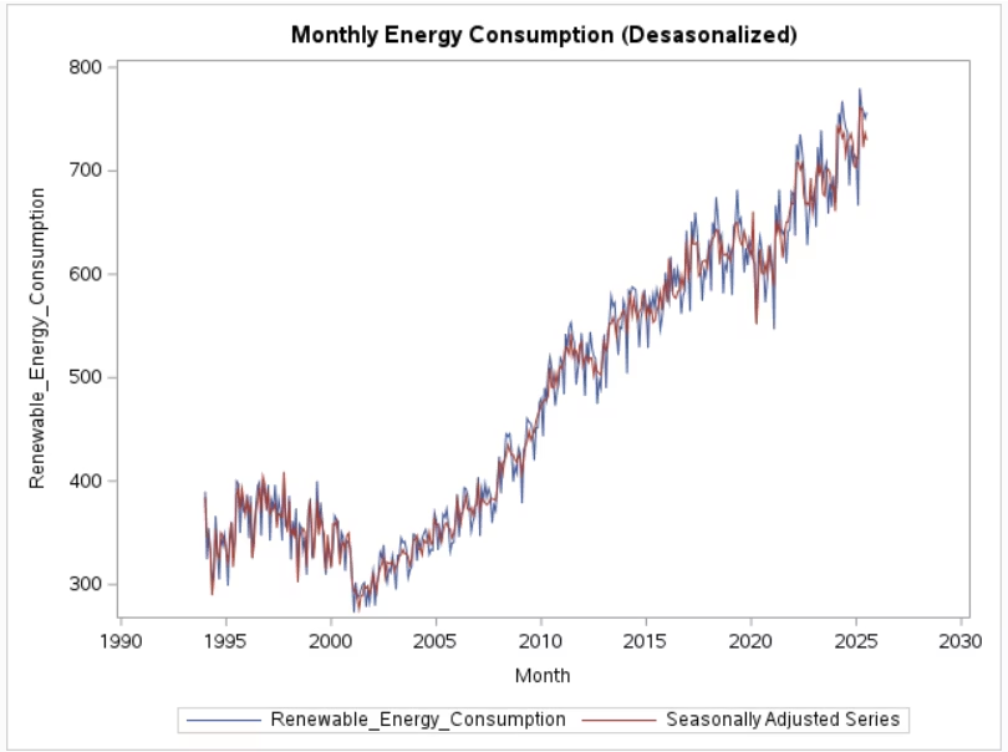 Monthly Energy Consumption (Desasonalized)
800
700
600
500
400
300
Renewable_Energy_Consumption
1990 1995 2000 2005 2010 2015 2020 2025 2030
Month
Renewable_Energy_Consumption Seasonally Adjusted Series